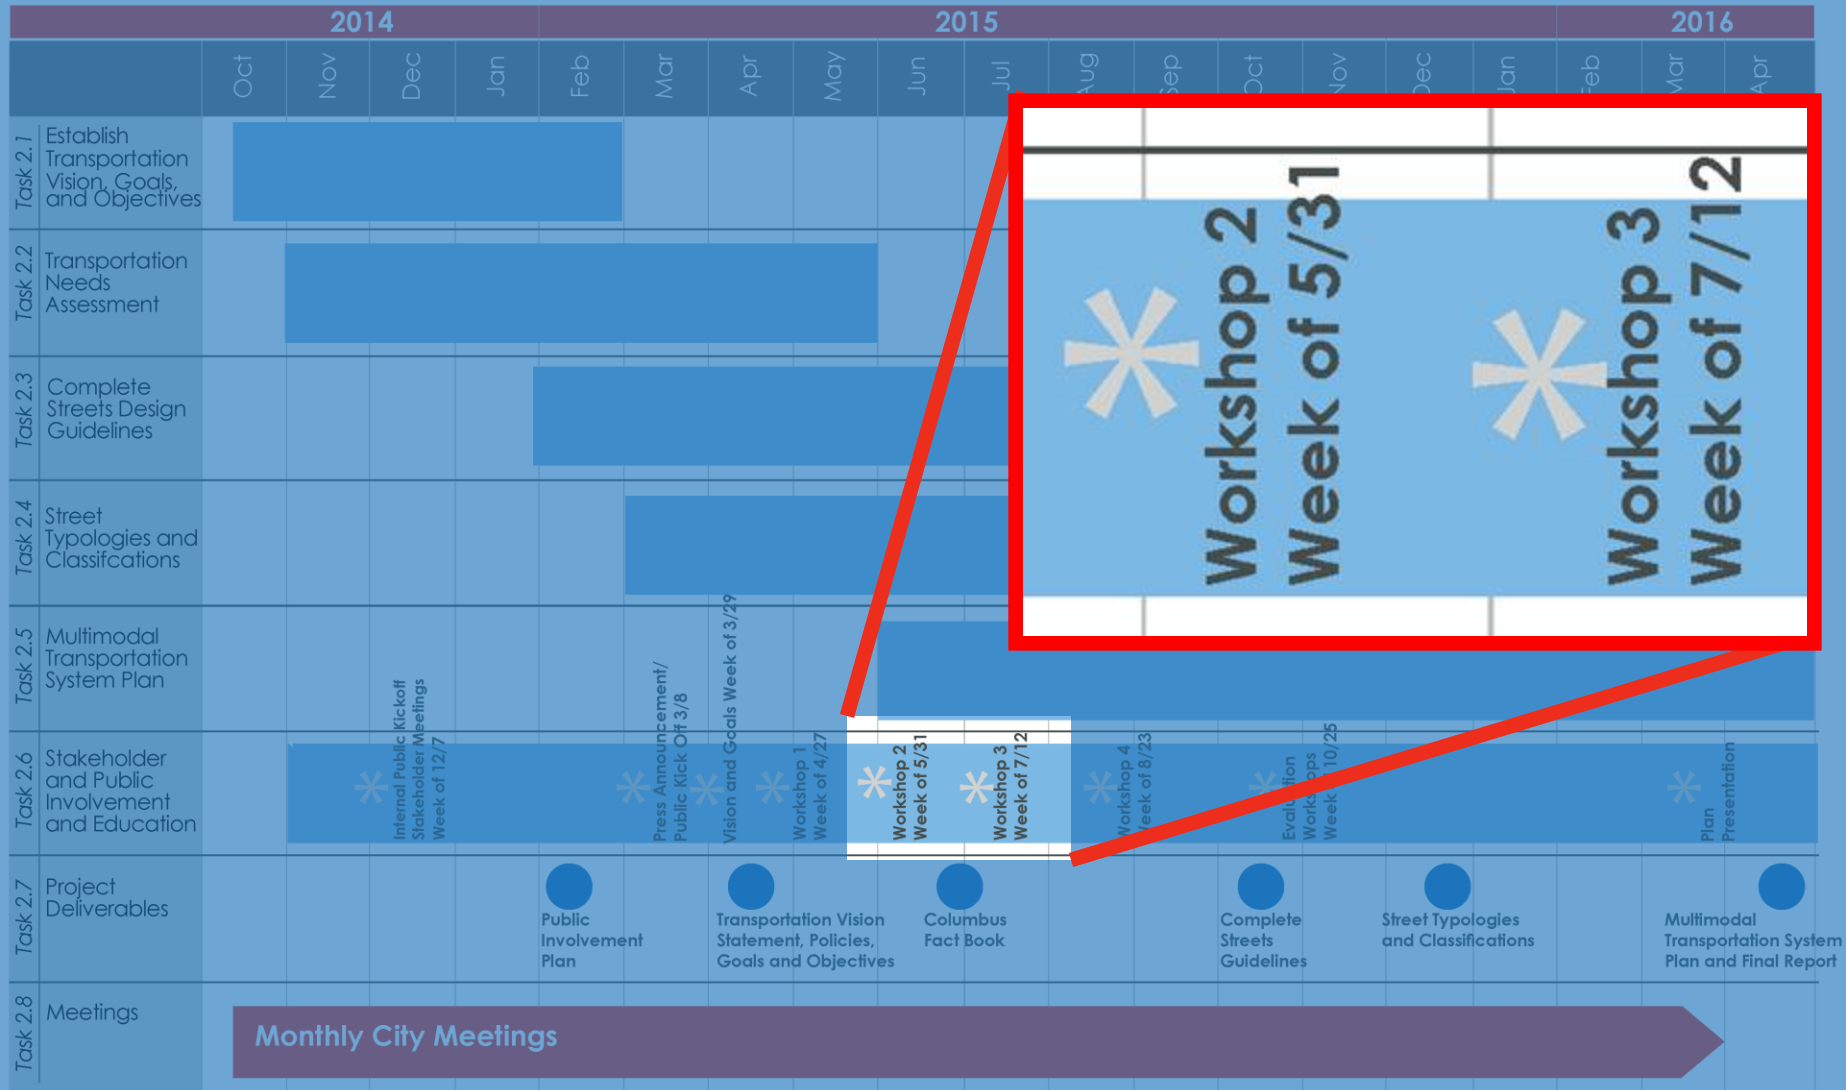 2014 2015 2016
Oct Nov Dec Jan Feb Mar Apr May Jun Jul Aug Sep Oct Nov Dec Jan Feb Mar Apr
Task 2.1
Establish
Transportation
Vision, Goals,
and Objectives
Task 2.2
Transportation
Needs
Assessment
Task 2.3
Complete
Streets Design
Guidelines
Task 2.4
Street
Typologies and
Classifcations
Task 2.5
Multimodal
Transportation
System Plan
Workshop 2
Week of 5/31
Workshop 3
Week of 7/12
Task 2.6
Stakeholder
and Public
Involvement
and Education
Internal Public Kickoff
Stakeholder Meetings
Week of 12/7
Press Announcement/
Public Kick Off 3/8
Vision and Goals Week of 3/29
Workshop 1
Week of 4/27
Workshop 2
Week of 5/31
Workshop 3
Week of 7/12
Workshop 4
Week of 8/23
Evaluation
Workshops
Week 10/25
Plan
Presentation
Task 2.7
Project
Deliverables
Public
Involvement
Plan
Transportation Vision
Statement, Policies,
Goals and Objectives
Columbus
Fact Book
Complete
Streets
Guidelines
Street Typologies
and Classifications
Multimodal
Transportation System
Plan and Final Report
Task 2.8
Meetings
Monthly City Meetings